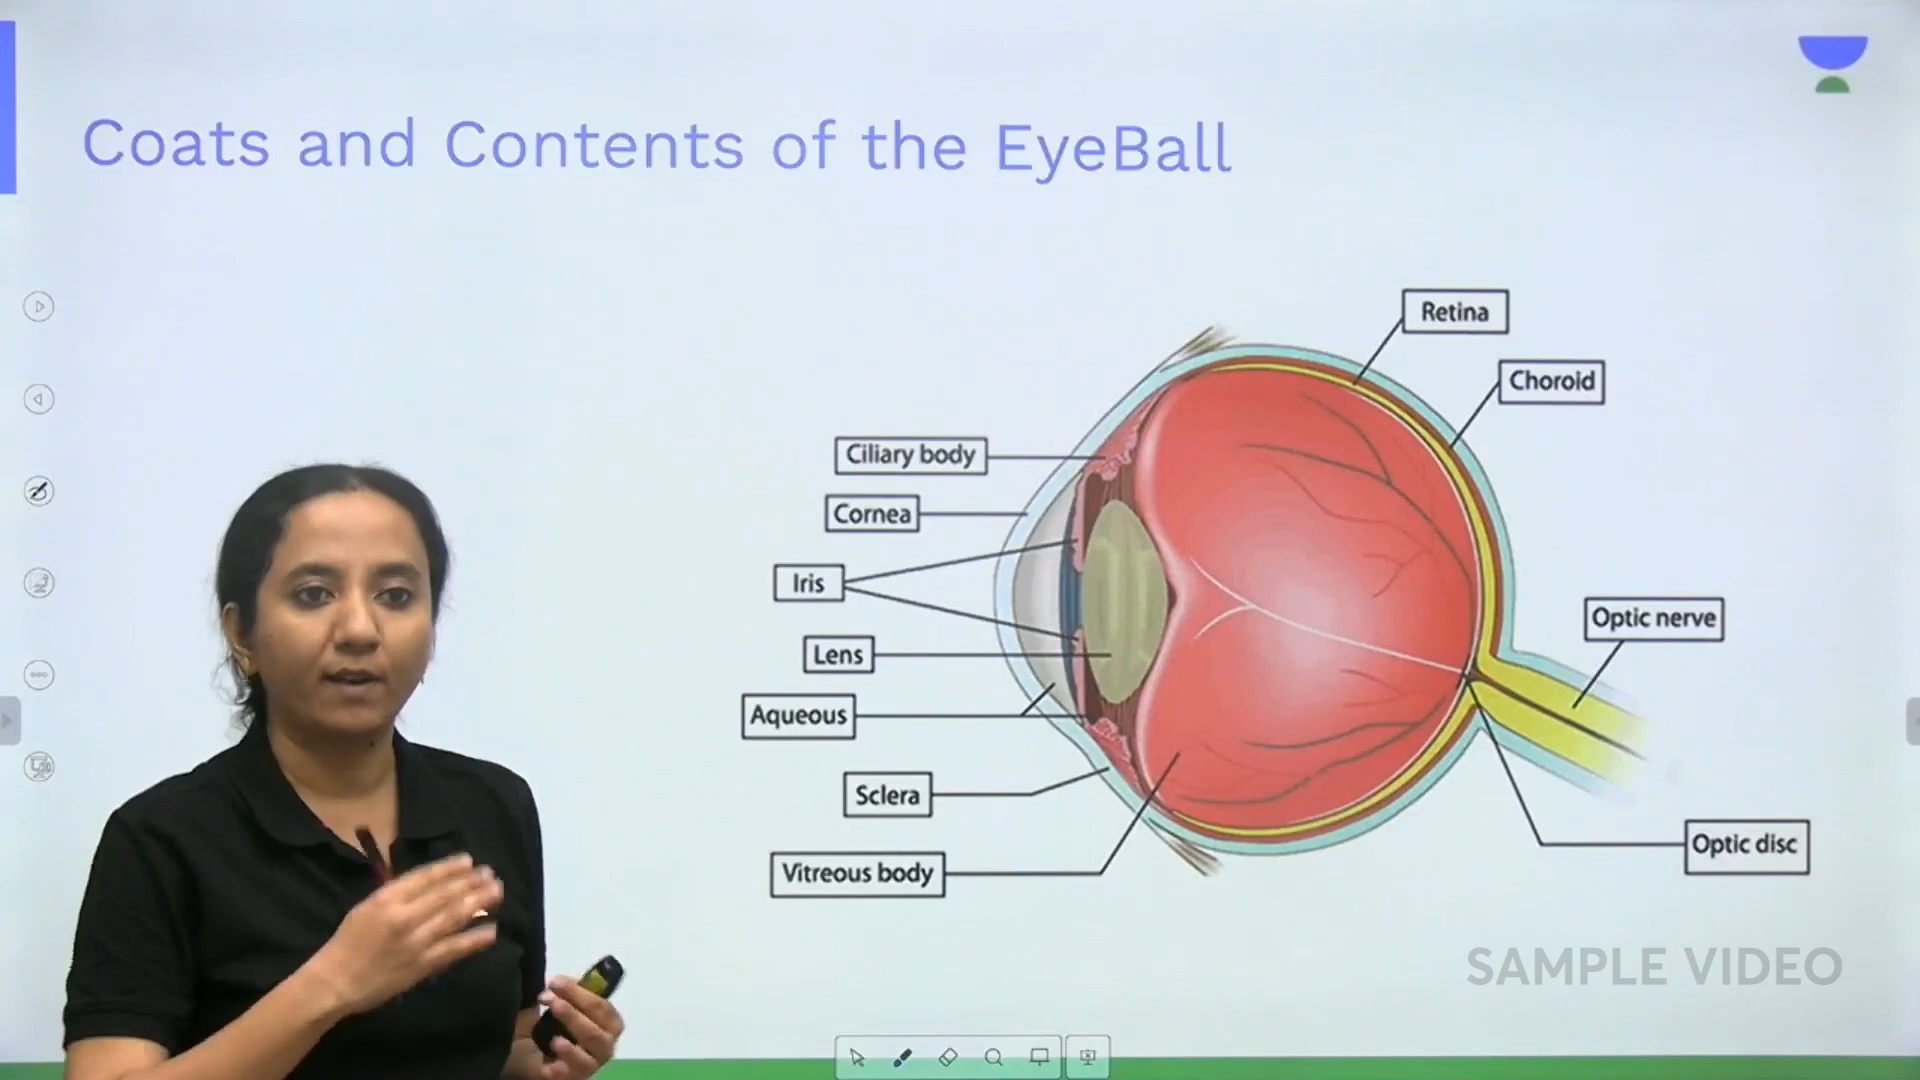 Coats and Contents of the EyeBall
Retina
Choroid
Ciliary body
Cornea
Iris
Optic nerve
Lens
Aqueous
Sclera
Optic disc
Vitreous body
SAMPLE VIDEO